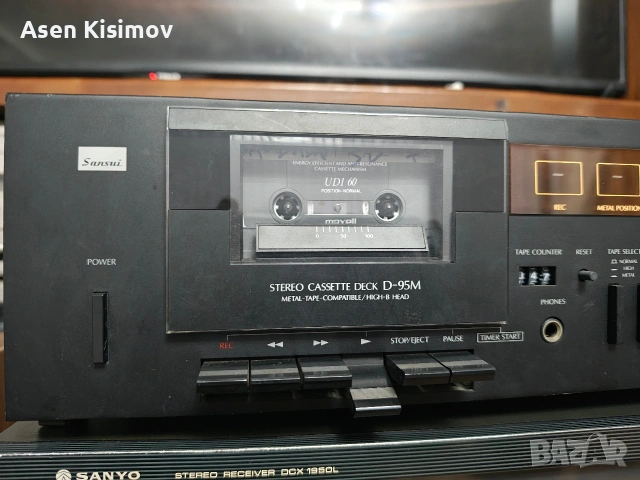 Asen Kisimov
Sansui
ENERGY EFFICIENT AND ANTI-RESONANCE
CASSETTE MECHANISM
UDI 60
POSITION-NORMAL
maxell
0 50 100
STEREO CASSETTE DECK D-95M
METAL-TAPE-COMPATIBLE/HIGH-B HEAD
POWER
REC
STOP/EJECT
PAUSE
TIMER START
REC
METAL POSITION
TAPE COUNTER
RESET
TAPE SELEC
NORMAL
HIGH
METAL
PHONES
SANYO
STEREO RECEIVER DCX 1950L
BAZAR